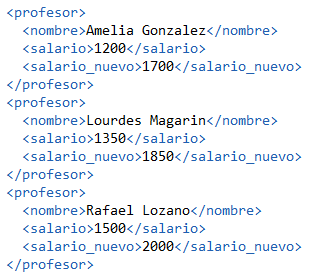 <profesor>
  <nombre>Amelia Gonzalez</nombre>
  <salario>1200</salario>
  <salario_nuevo>1700</salario_nuevo>
</profesor>
<profesor>
  <nombre>Lourdes Magarin</nombre>
  <salario>1350</salario>
  <salario_nuevo>1850</salario_nuevo>
</profesor>
<profesor>
  <nombre>Rafael Lozano</nombre>
  <salario>1500</salario>
  <salario_nuevo>2000</salario_nuevo>
</profesor>